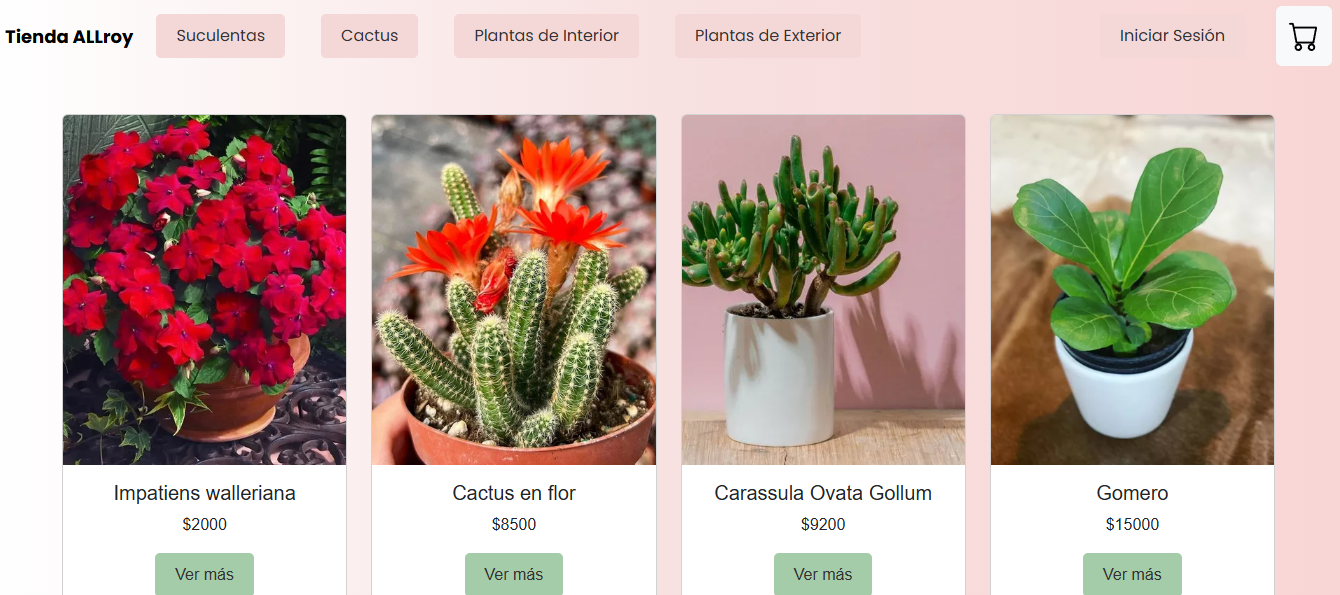 Tienda ALLroy Suculentas Cactus Plantas de Interior Plantas de Exterior Iniciar Sesión
Impatiens walleriana Cactus en flor Carassula Ovata Gollum Gomero
$2000 $8500 $9200 $15000
Ver más Ver más Ver más Ver más